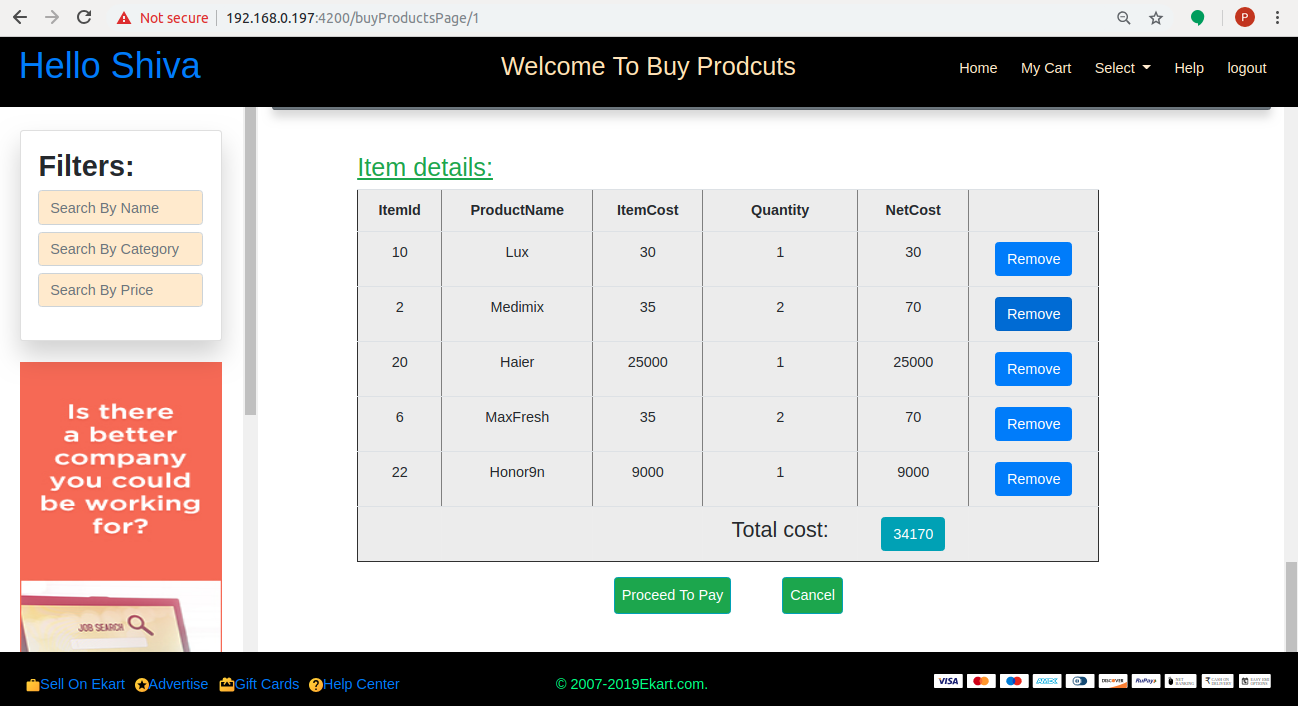 Not secure | 192.168.0.197:4200/buyProductsPage/1
P
Hello Shiva
Welcome To Buy Prodcuts
Home My Cart Select Help logout
Filters:
Search By Name
Search By Category
Search By Price
Is there
a better
company
you could
be working
for?
JOB SEARCH
Item details:
ItemId ProductName ItemCost Quantity NetCost
10 Lux 30 1 30 Remove
2 Medimix 35 2 70 Remove
20 Haier 25000 1 25000 Remove
6 MaxFresh 35 2 70 Remove
22 Honor9n 9000 1 9000 Remove
Total cost: 34170
Proceed To Pay Cancel
Sell On Ekart Advertise Gift Cards Help Center
© 2007-2019Ekart.com.
VISA
DISCOVER
RuPay